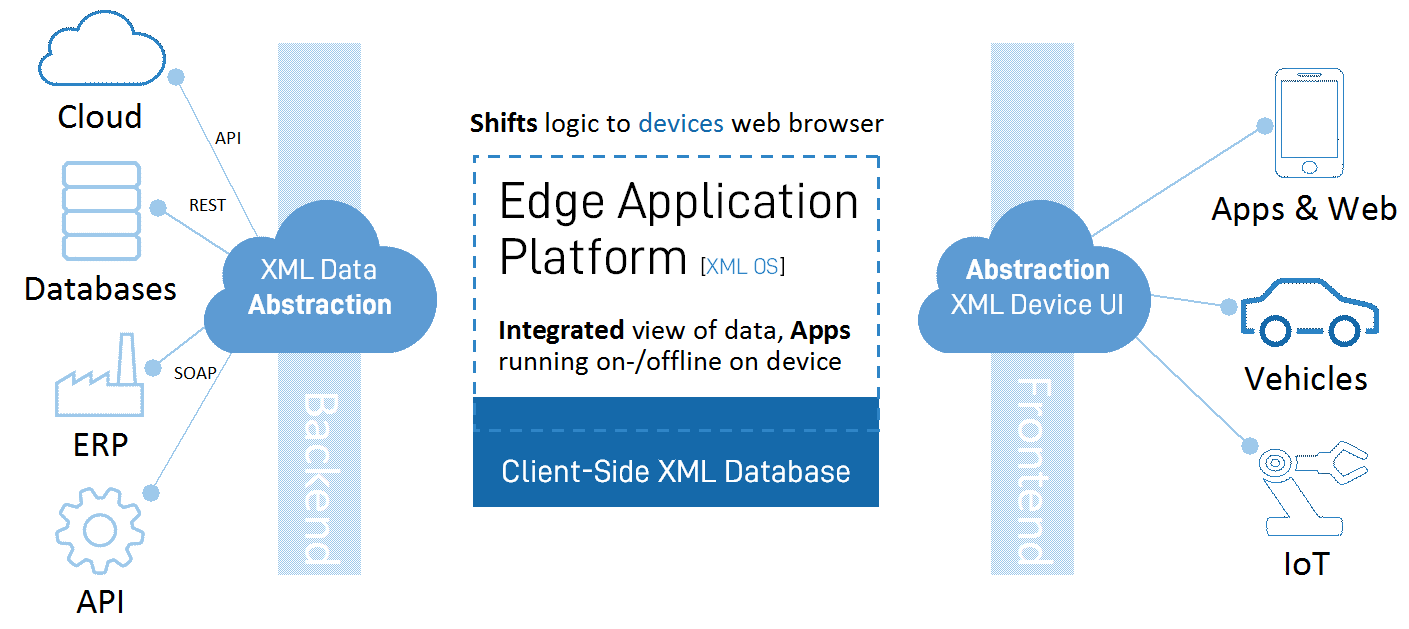 Cloud
API
Databases
REST
ERP
SOAP
API
XML Data
Abstraction
Backend
Shifts logic to devices web browser
Edge Application
Platform [XML OS]
Integrated view of data, Apps
running on-/offline on device
Client-Side XML Database
Abstraction
XML Device UI
Frontend
Apps & Web
Vehicles
IoT